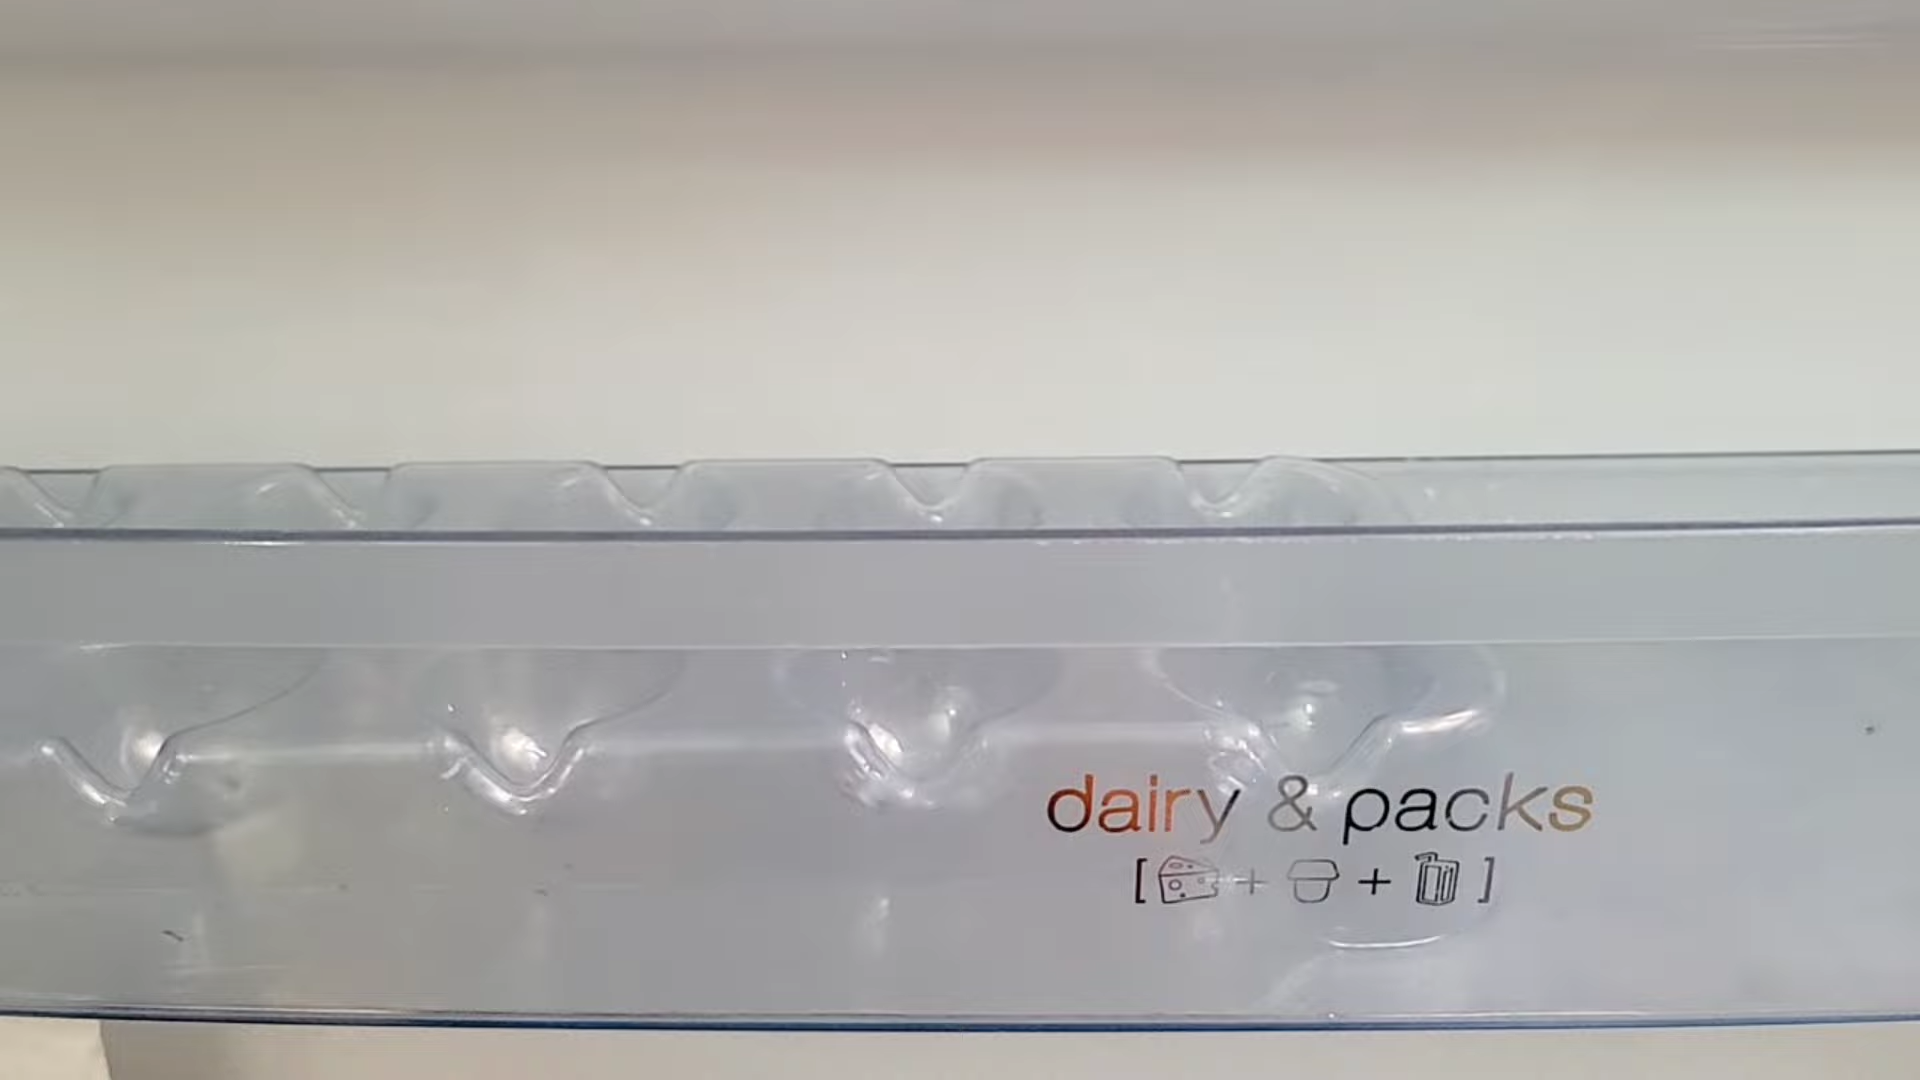 dairy & packs
[ + + ]